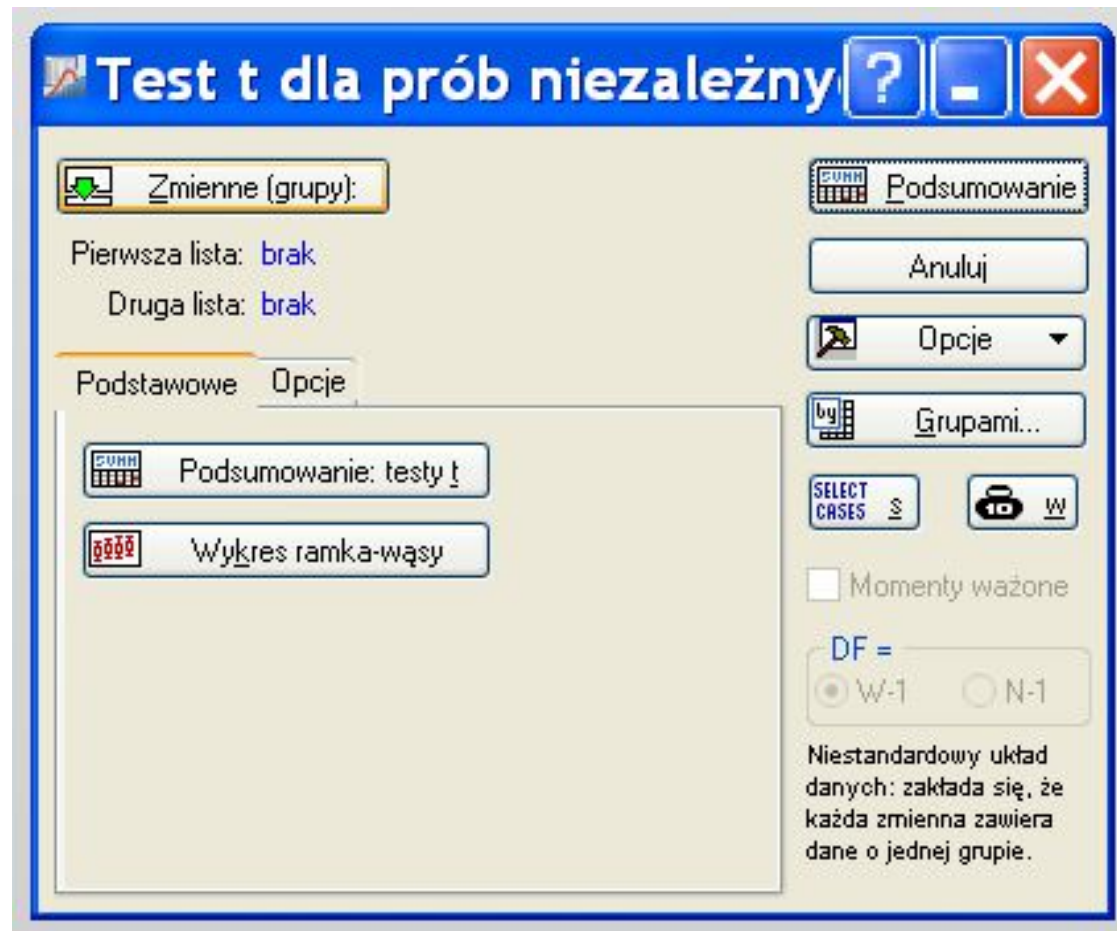 Test t dla prób niezależny
Zmienne (grupy):
Pierwsza lista: brak
Druga lista: brak
Podstawowe
Opcje
Podsumowanie: testy t
Wykres ramka-wąsy
Podsumowanie
Anuluj
Opcje
by
Grupami...
SELECT
CASES S
10 W
Momenty ważone
DF =
W-1 N-1
Niestandardowy układ
danych: zakłada się, że
każda zmienna zawiera
dane o jednej grupie.